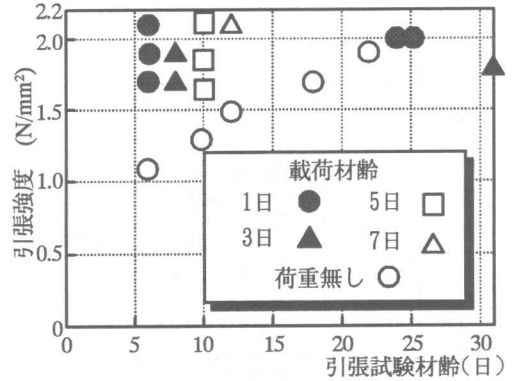 2.2
2.0
1.5
1.0
0.5
0
引張強度 (N/mm²)
載荷材齢
1日 ● 5日 □
3日 ▲ 7日 △
荷重無し ○
0 5 10 15 20 25 30
引張試験材齢(日)